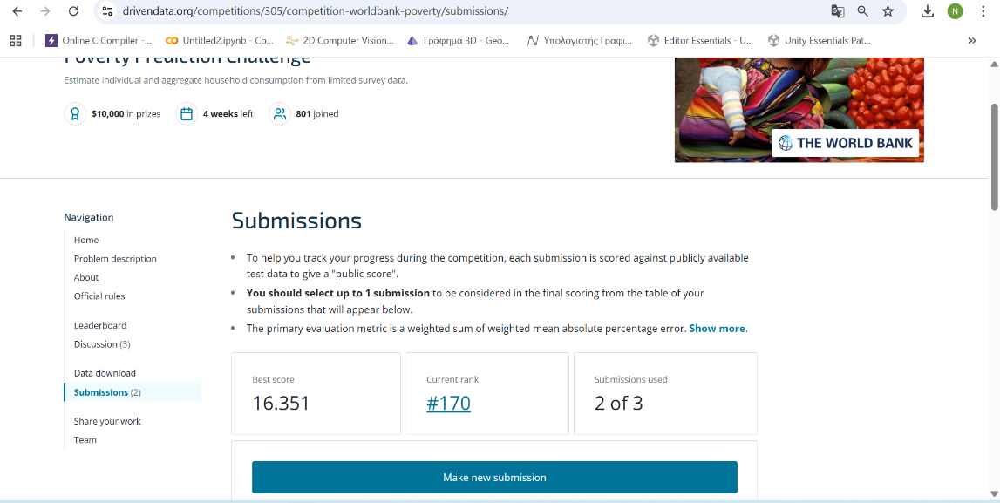 drivendata.org/competitions/305/competition-worldbank-poverty/submissions/
N
Online C Compiler -... Untitled2.ipynb - Co... 2D Computer Vision... Γράφημα 3D - Geo... Υπολογιστής Γραφι... Editor Essentials - U... Unity Essentials Pat... »
Poverty Prediction Challenge
Estimate individual and aggregate household consumption from limited survey data.
$10,000 in prizes 4 weeks left 801 joined
THE WORLD BANK
Navigation
Home
Problem description
About
Official rules
Leaderboard
Discussion (3)
Data download
Submissions (2)
Share your work
Team
Submissions
• To help you track your progress during the competition, each submission is scored against publicly available
test data to give a "public score".
• You should select up to 1 submission to be considered in the final scoring from the table of your
submissions that will appear below.
• The primary evaluation metric is a weighted sum of weighted mean absolute percentage error. Show more.
Best score
16.351
Current rank
#170
Submissions used
2 of 3
Make new submission